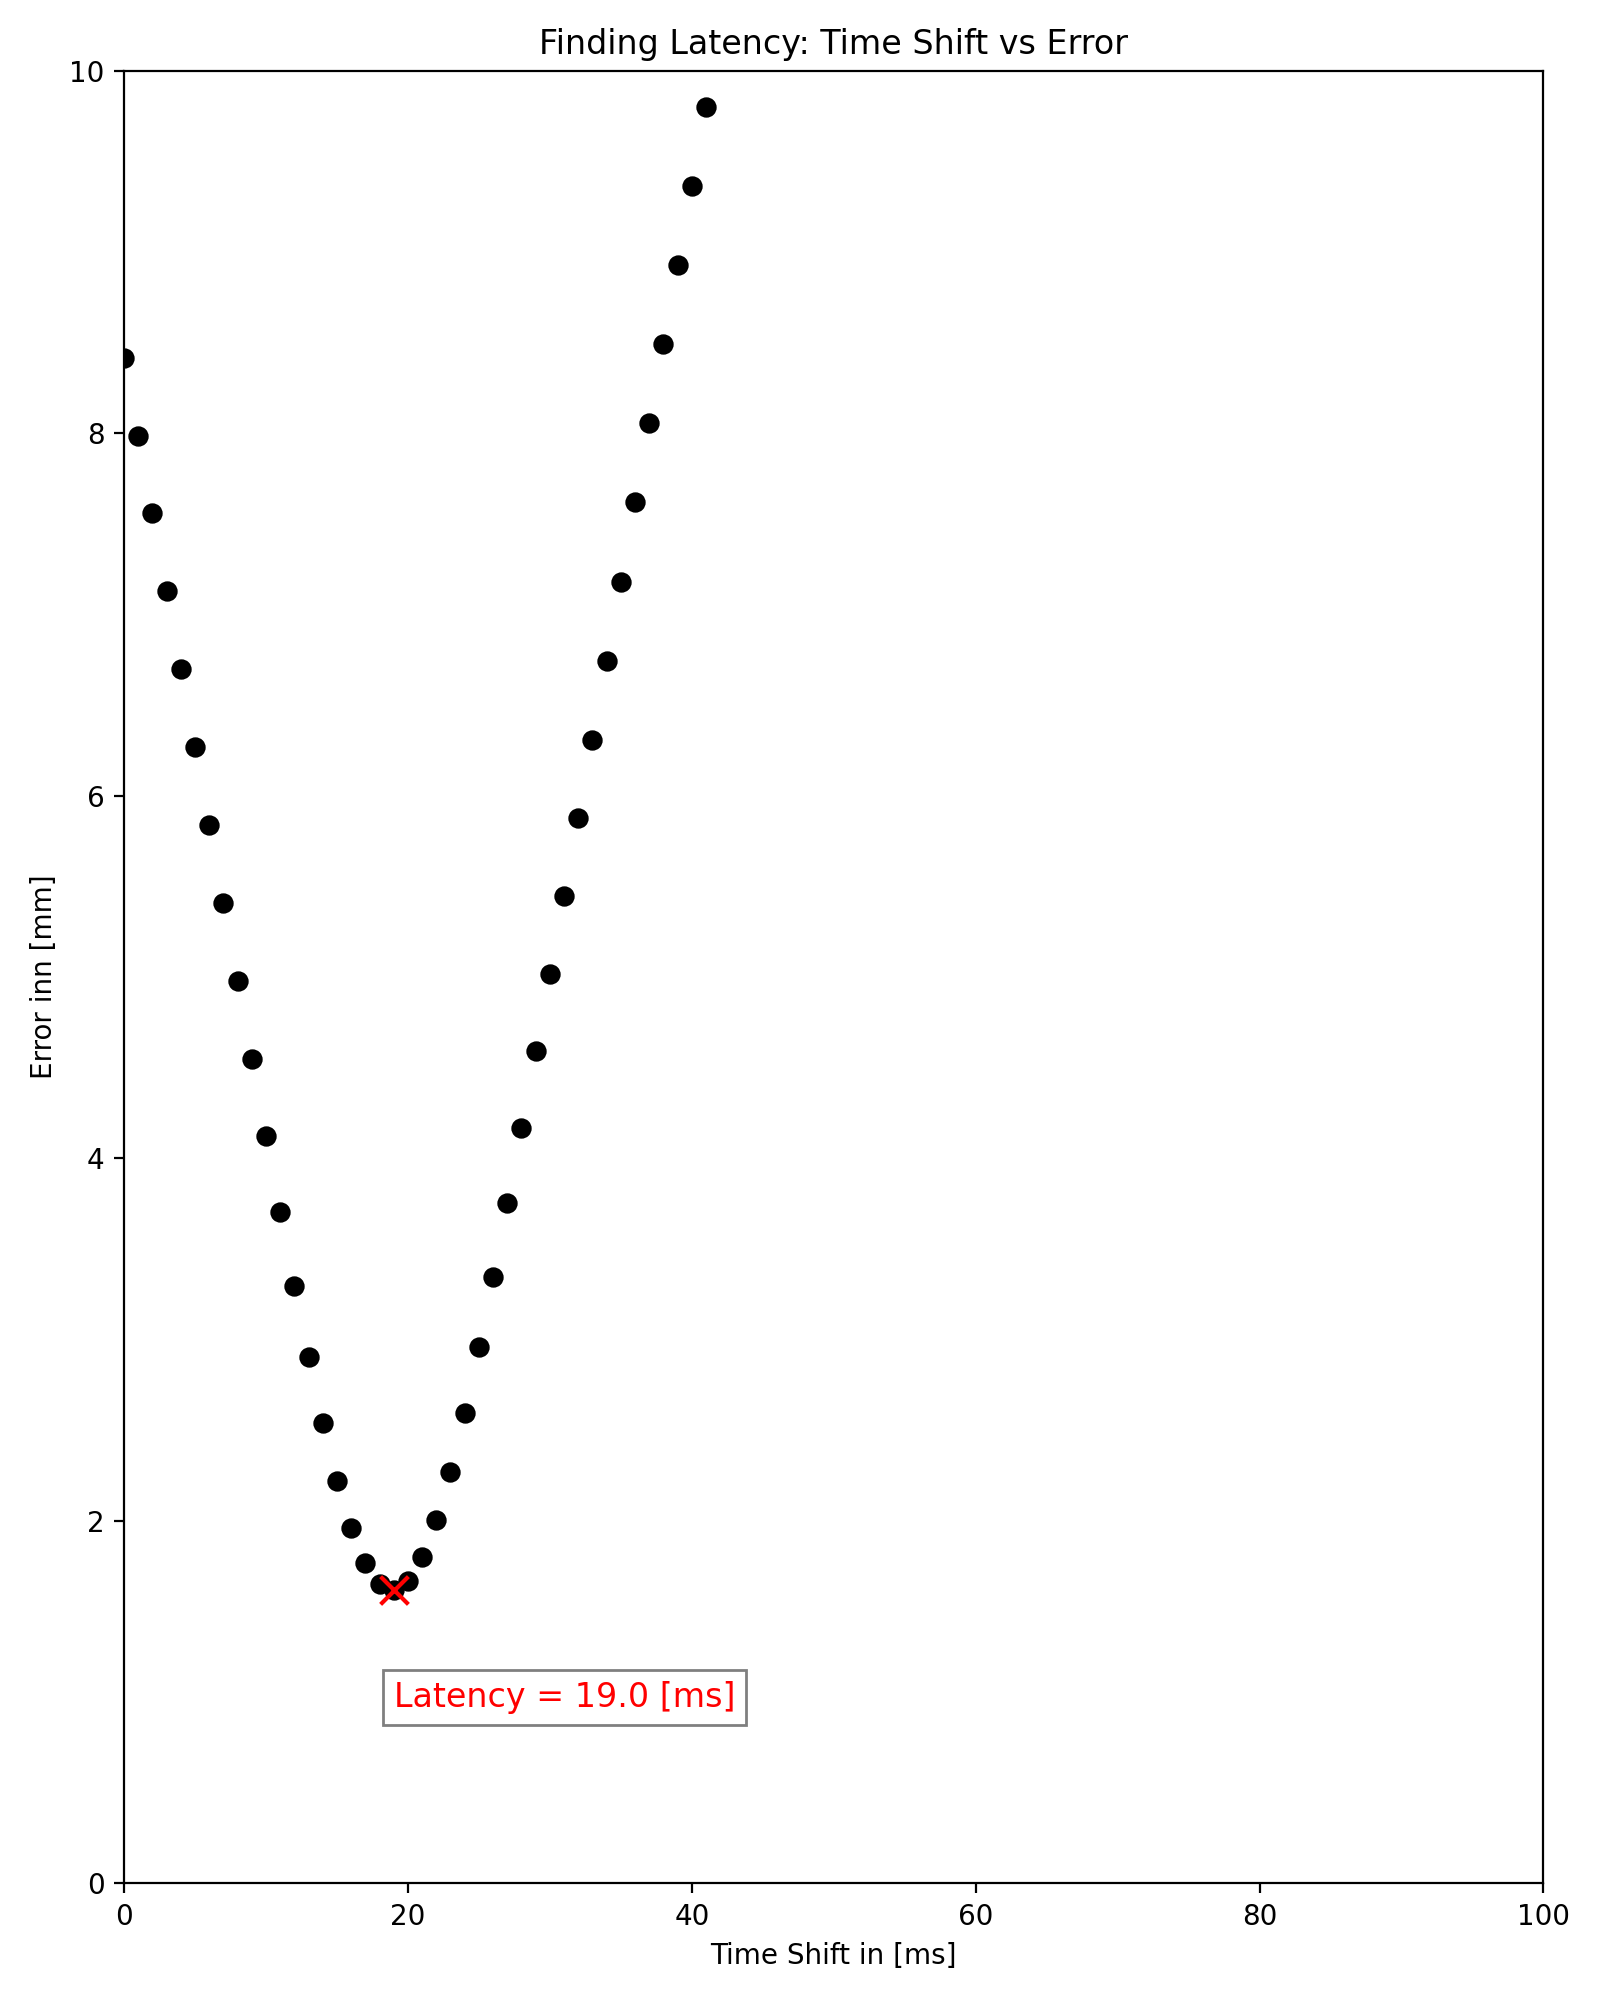 Finding Latency: Time Shift vs Error
10
8
6
4
2
0
Error inn [mm]
Latency = 19.0 [ms]
0 20 40 60 80 100
Time Shift in [ms]